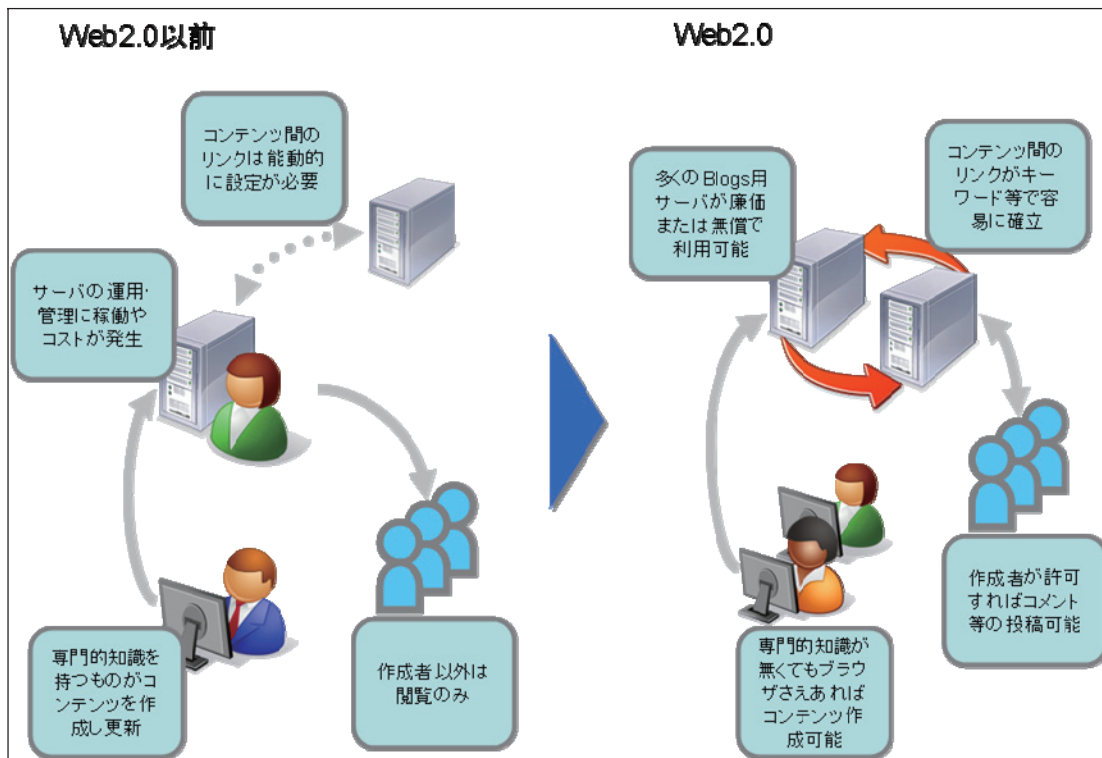 Web2.0以前
コンテンツ間の
リンクは能動的
に設定が必要
サーバの運用・
管理に稼働や
コストが発生
専門的知識を
持つものがコ
ンテンツを作
成し更新
作成者以外は
閲覧のみ
Web2.0
多くのBlogs用
サーバが廉価
または無償で
利用可能
コンテンツ間の
リンクがキー
ワード等で容
易に確立
作成者が許可
すればコメント
等の投稿可能
専門的知識が
無くてもブラウ
ザさえあれば
コンテンツ作
成可能